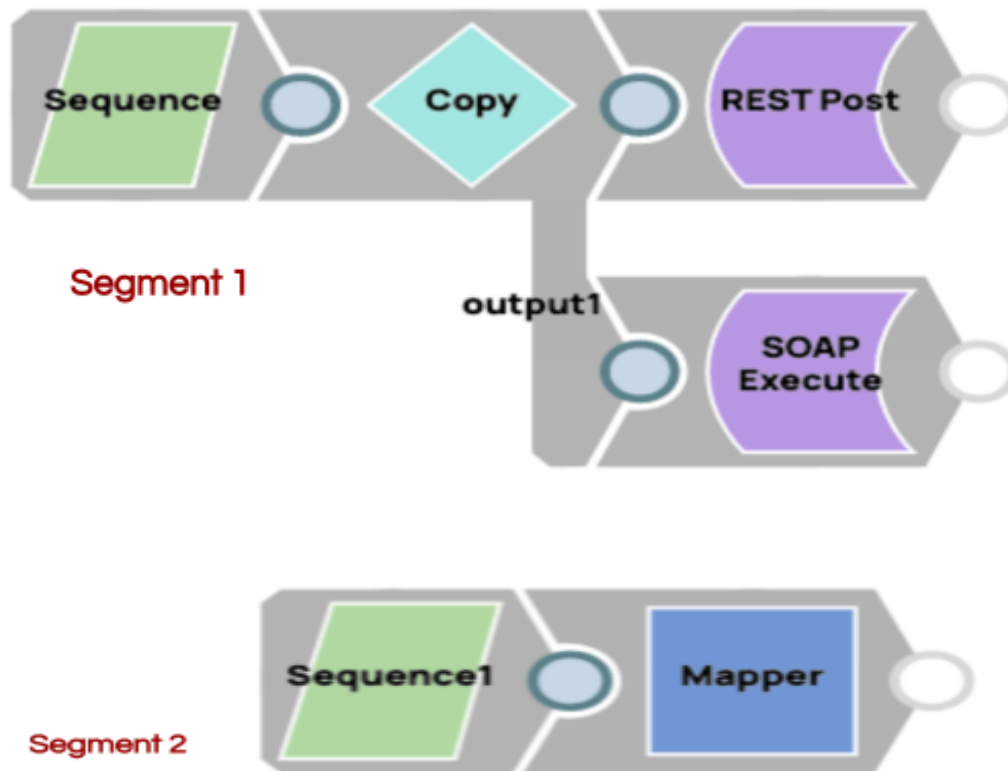 Sequence
Copy
REST Post
Segment 1
output1
SOAP
Execute
Sequence1
Mapper
Segment 2